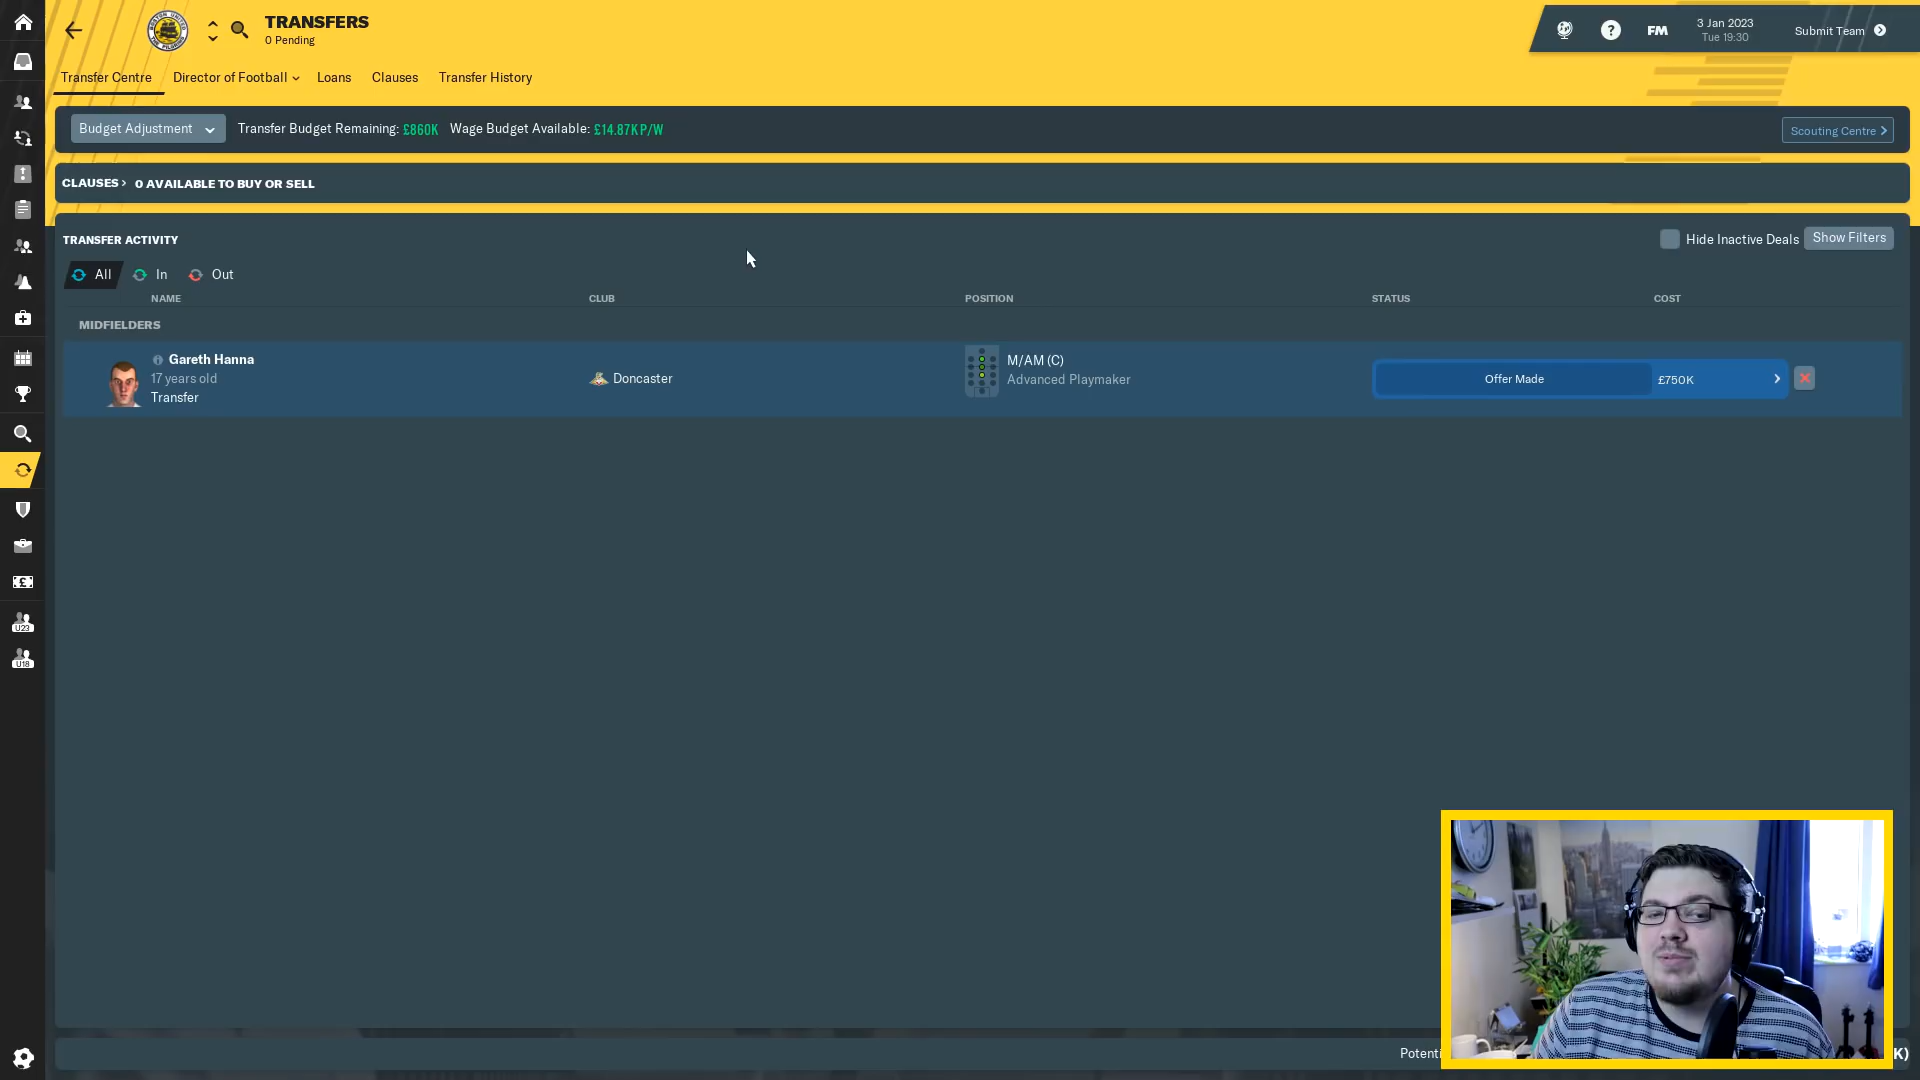 TRANSFERS
0 Pending
FM
3 Jan 2023
Tue 19:30
Submit Team
Transfer Centre
Director of Football
Loans
Clauses
Transfer History
Budget Adjustment
Transfer Budget Remaining: £860K
Wage Budget Available: £14.87K P/W
Scouting Centre
CLAUSES > 0 AVAILABLE TO BUY OR SELL
TRANSFER ACTIVITY
Hide Inactive Deals
Show Filters
All
In
Out
NAME
CLUB
POSITION
STATUS
COST
MIDFIELDERS
Gareth Hanna
17 years old
Transfer
Doncaster
M/AM (C)
Advanced Playmaker
Offer Made
£750K
U23
U18
Potenti
K)